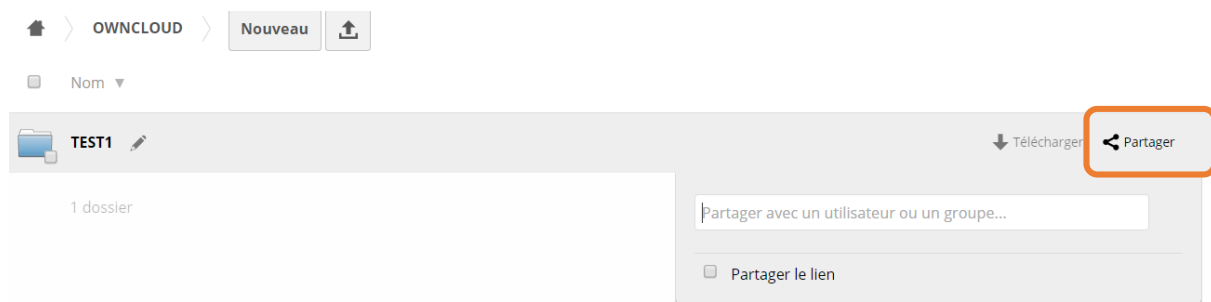 OWNCLOUD Nouveau
Nom
TEST1 Télécharger Partager
1 dossier
Partager avec un utilisateur ou un groupe...
Partager le lien